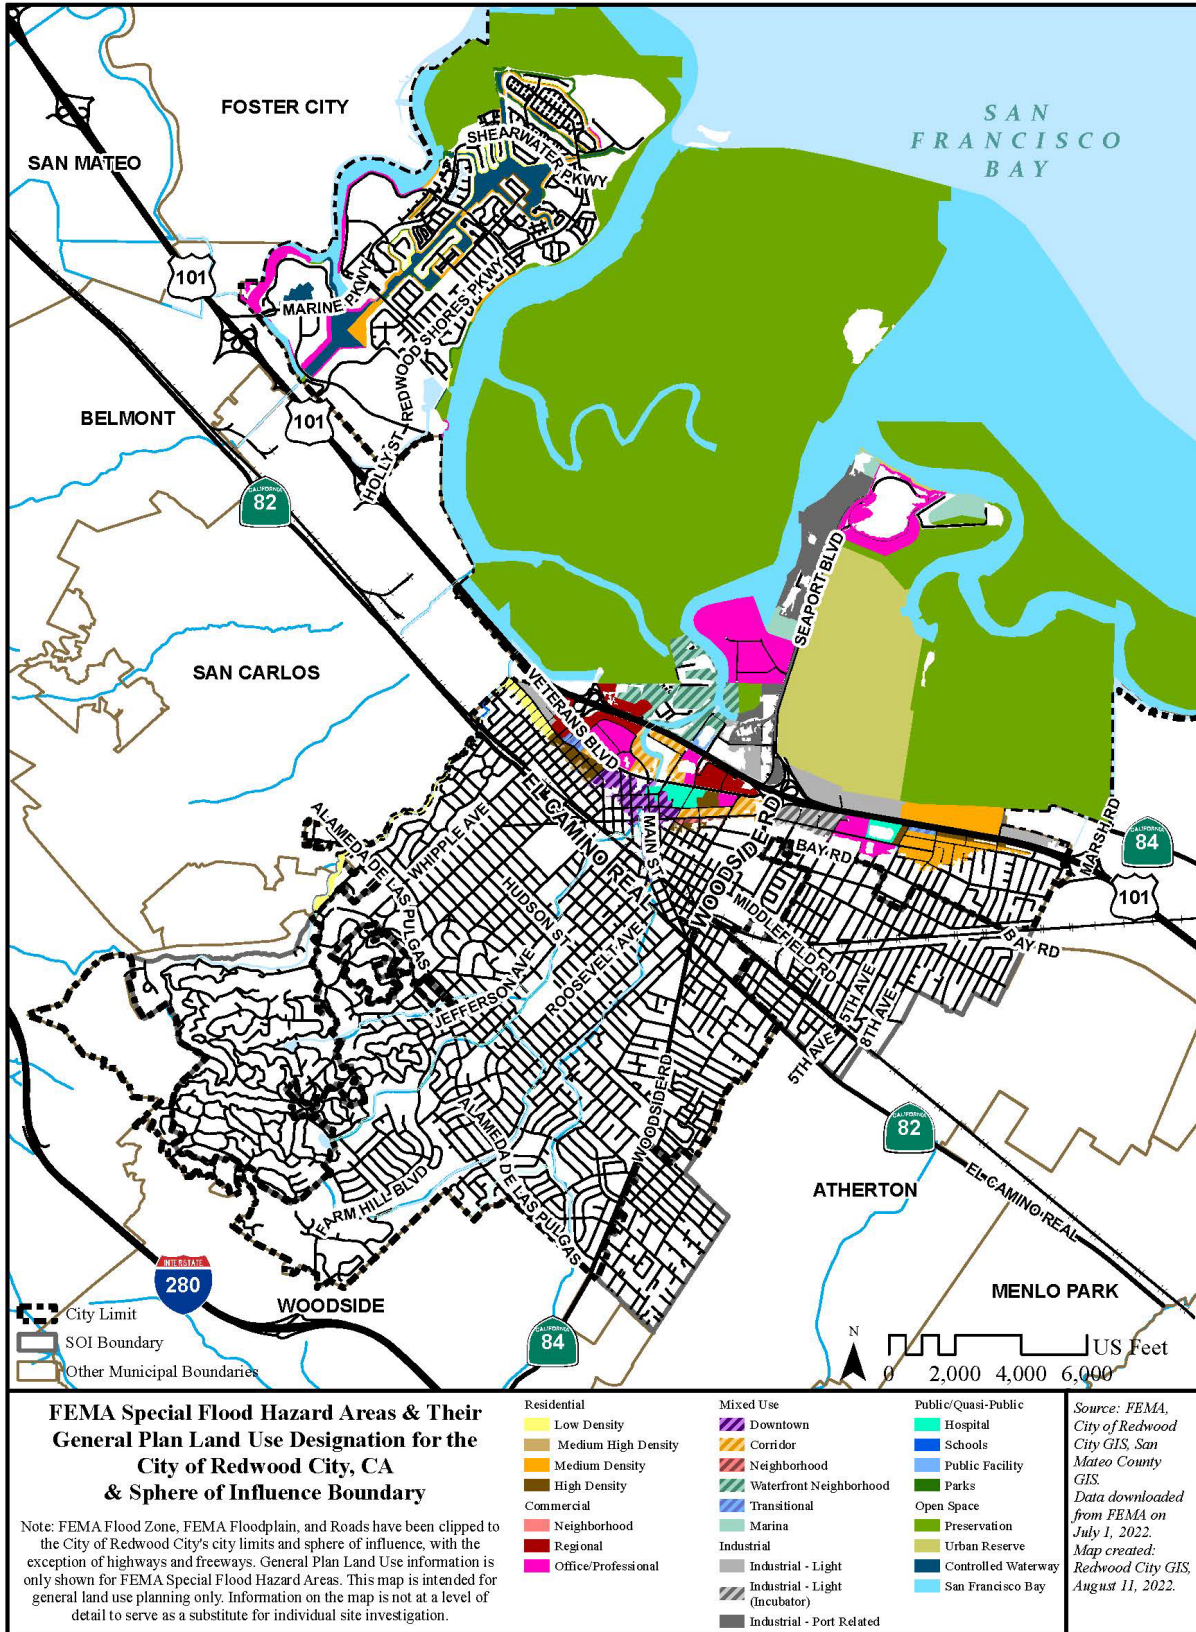 FOSTER CITY
SAN
FRANCISCO
BAY
SAN MATEO
SHEARWATER PKWY
101
MARINE PKWY
REDWOOD SHORES PKWY
BELMONT
101
HOLLY ST
CALIFORNIA
82
SEAPORT BLVD
SAN CARLOS
VETERANS BLVD
EL CAMINO REAL
ALAMEDA DE LAS PULGAS
WHIPPLE AVE
MAIN ST
WOODSIDE RD
BAY RD
MARSH RD
CALIFORNIA
84
101
HUDSON ST
MIDDLEFIELD RD
BAY RD
ROOSEVELT AVE
JEFFERSON AVE
5TH AVE
8TH AVE
5TH AVE
WOODSIDE RD
ALAMEDA DE LAS PULGAS
FARM HILL BLVD
CALIFORNIA
82
ATHERTON
EL CAMINO REAL
INTERSTATE
280
WOODSIDE
MENLO PARK
CALIFORNIA
84
City Limit
SOI Boundary
Other Municipal Boundaries
N
US Feet
0 2,000 4,000 6,000
FEMA Special Flood Hazard Areas & Their
General Plan Land Use Designation for the
City of Redwood City, CA
& Sphere of Influence Boundary
Note: FEMA Flood Zone, FEMA Floodplain, and Roads have been clipped to
the City of Redwood City's city limits and sphere of influence, with the
exception of highways and freeways. General Plan Land Use information is
only shown for FEMA Special Flood Hazard Areas. This map is intended for
general land use planning only. Information on the map is not at a level of
detail to serve as a substitute for individual site investigation.
Residential
Low Density
Medium High Density
Medium Density
High Density
Commercial
Neighborhood
Regional
Office/Professional
Mixed Use
Downtown
Corridor
Neighborhood
Waterfront Neighborhood
Transitional
Marina
Industrial
Industrial - Light
Industrial - Light
(Incubator)
Industrial - Port Related
Public/Quasi-Public
Hospital
Schools
Public Facility
Parks
Open Space
Preservation
Urban Reserve
Controlled Waterway
San Francisco Bay
Source: FEMA,
City of Redwood
City GIS, San
Mateo County
GIS.
Data downloaded
from FEMA on
July 1, 2022.
Map created:
Redwood City GIS,
August 11, 2022.